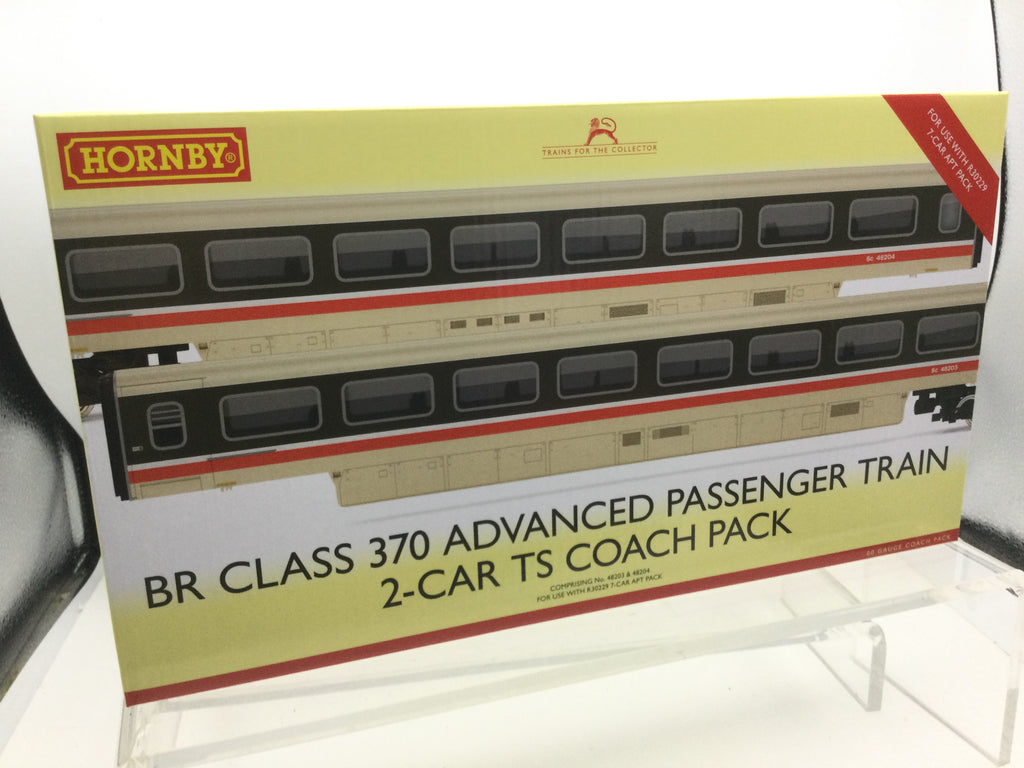 HORNBY®
TRAINS FOR THE COLLECTOR
FOR USE WITH R30229
7-CAR APT PACK
Sc 48204
Sc 48203
BR CLASS 370 ADVANCED PASSENGER TRAIN
2-CAR TS COACH PACK
COMPRISING No. 48203 & 48204
FOR USE WITH R30229 7-CAR APT PACK
00 GAUGE COACH PACK